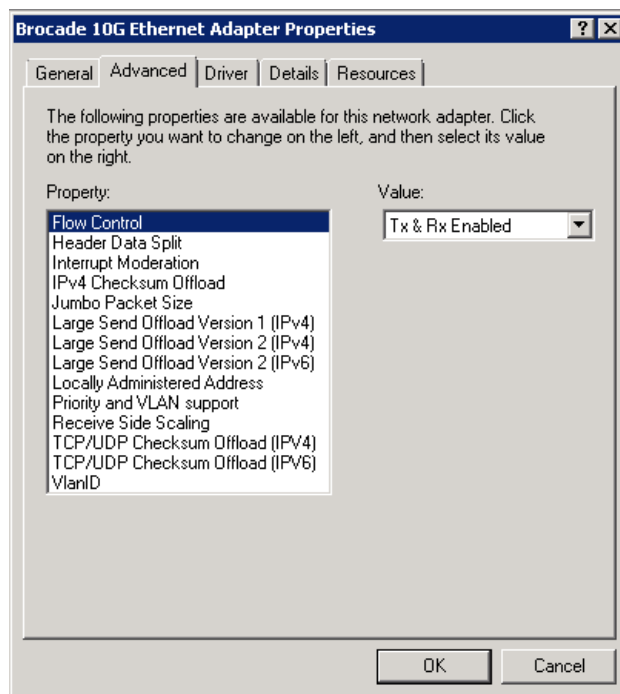 Brocade 10G Ethernet Adapter Properties
General Advanced Driver Details Resources
The following properties are available for this network adapter. Click
the property you want to change on the left, and then select its value
on the right.
Property: Value:
Flow Control Tx & Rx Enabled
Header Data Split
Interrupt Moderation
IPv4 Checksum Offload
Jumbo Packet Size
Large Send Offload Version 1 (IPv4)
Large Send Offload Version 2 (IPv4)
Large Send Offload Version 2 (IPv6)
Locally Administered Address
Priority and VLAN support
Receive Side Scaling
TCP/UDP Checksum Offload (IPV4)
TCP/UDP Checksum Offload (IPV6)
VlanID
OK Cancel